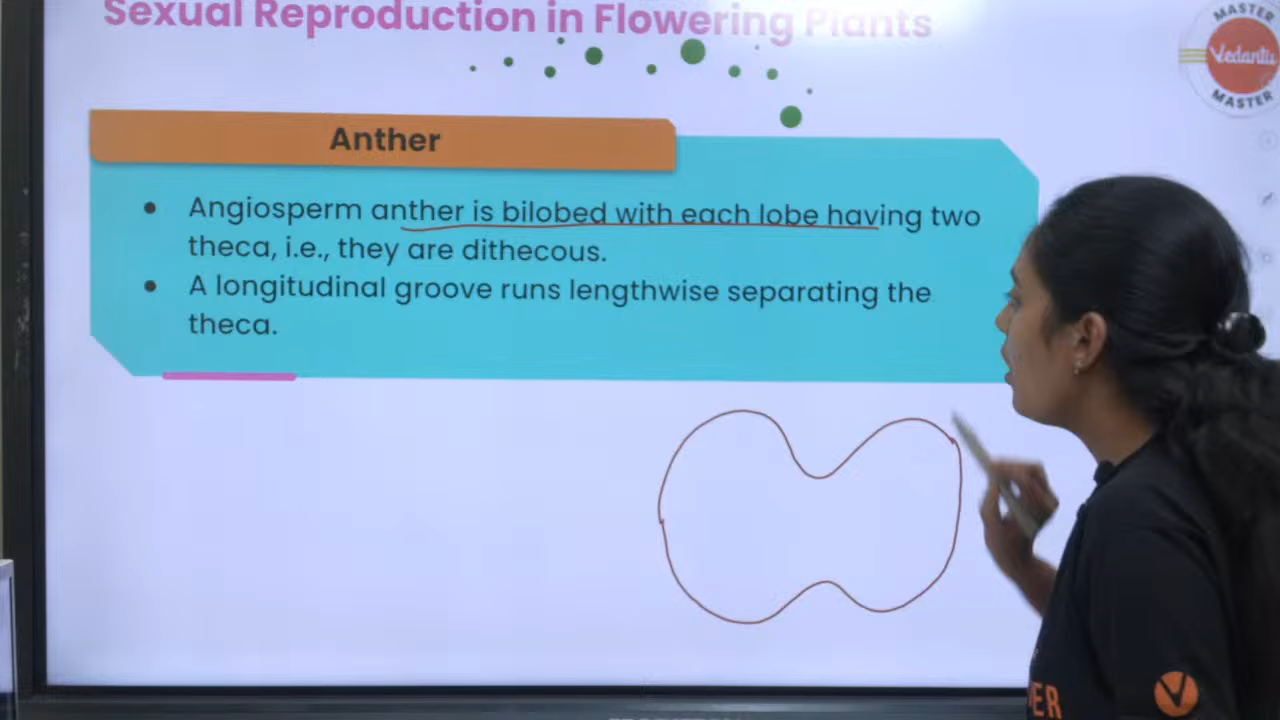 Sexual Reproduction in Flowering Plants
MASTER
Vedantu
MASTER
Anther
Angiosperm anther is bilobed with each lobe having two
theca, i.e., they are dithecous.
A longitudinal groove runs lengthwise separating the
theca.
ER